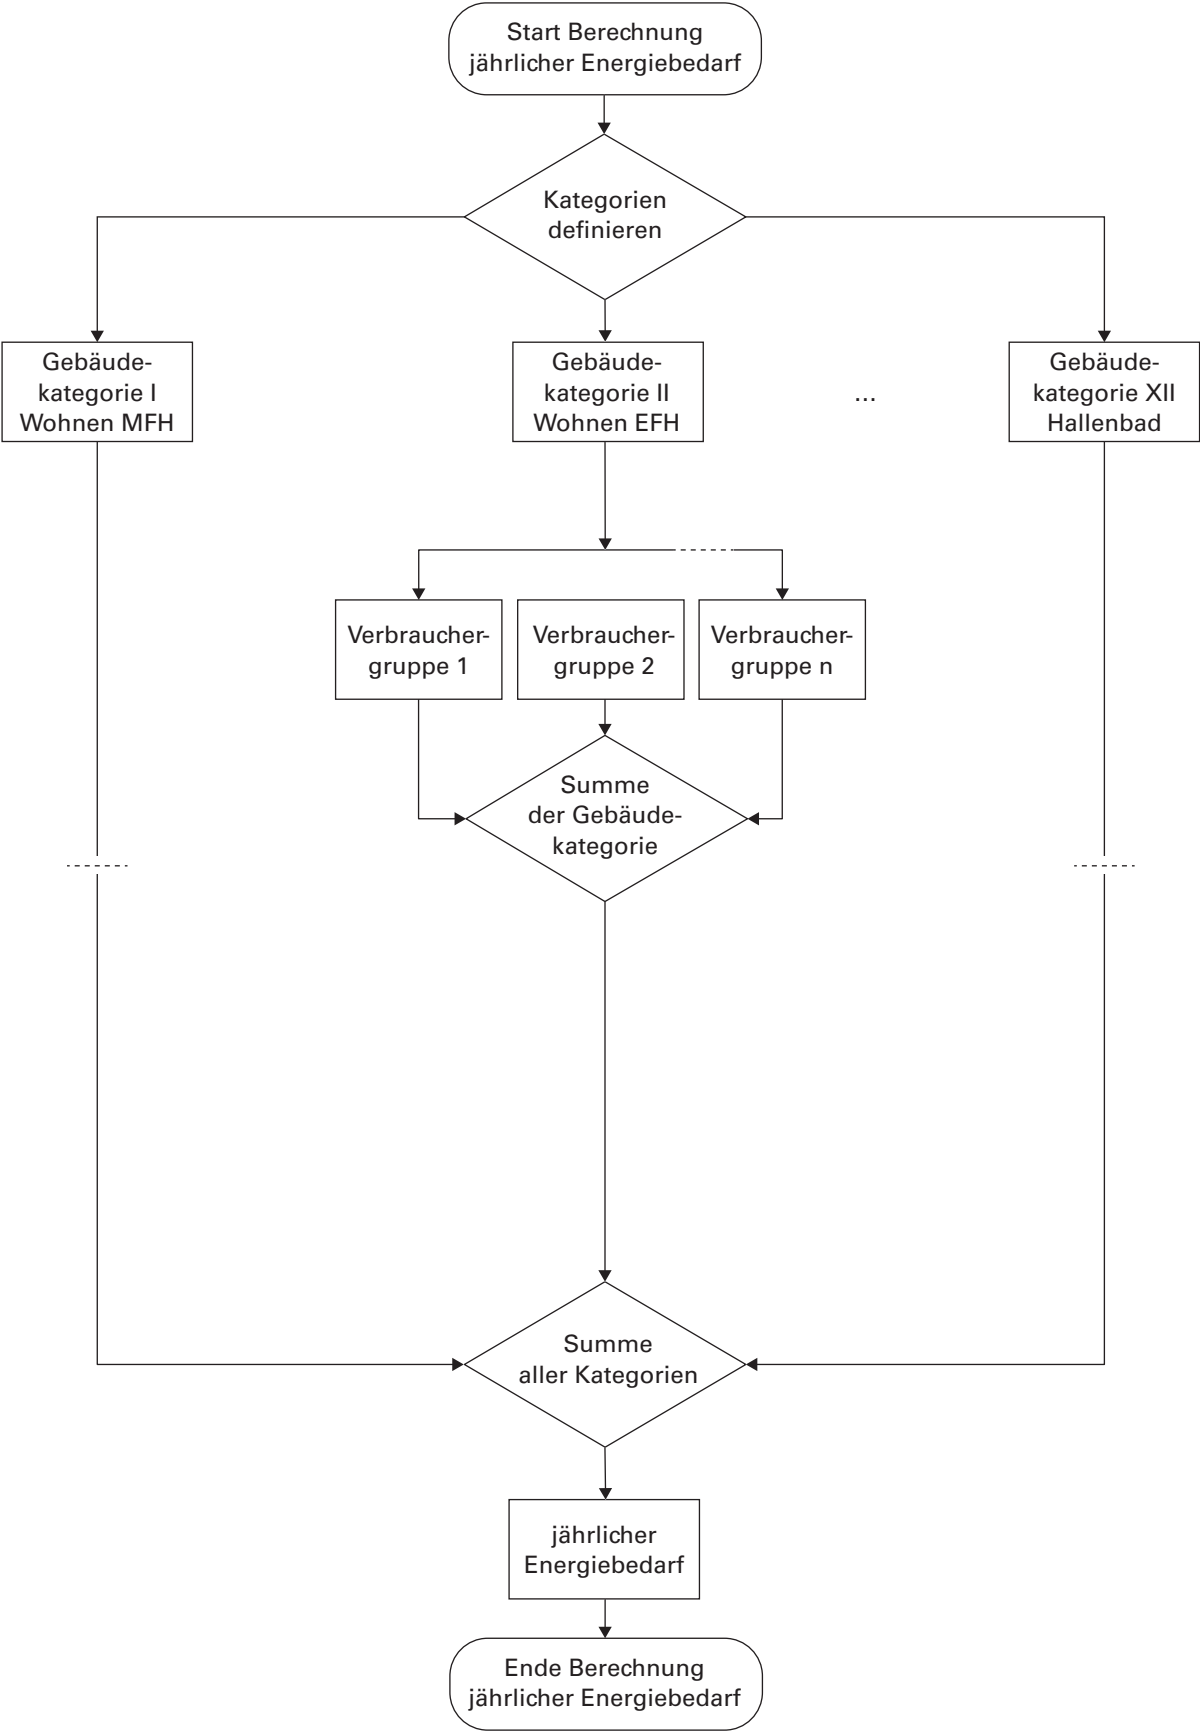 Start Berechnung
jährlicher Energiebedarf
Kategorien
definieren
Gebäude-
kategorie I
Wohnen MFH
Gebäude-
kategorie II
Wohnen EFH
...
Gebäude-
kategorie XII
Hallenbad
Verbraucher-
gruppe 1
Verbraucher-
gruppe 2
Verbraucher-
gruppe n
Summe
der Gebäude-
kategorie
Summe
aller Kategorien
jährlicher
Energiebedarf
Ende Berechnung
jährlicher Energiebedarf